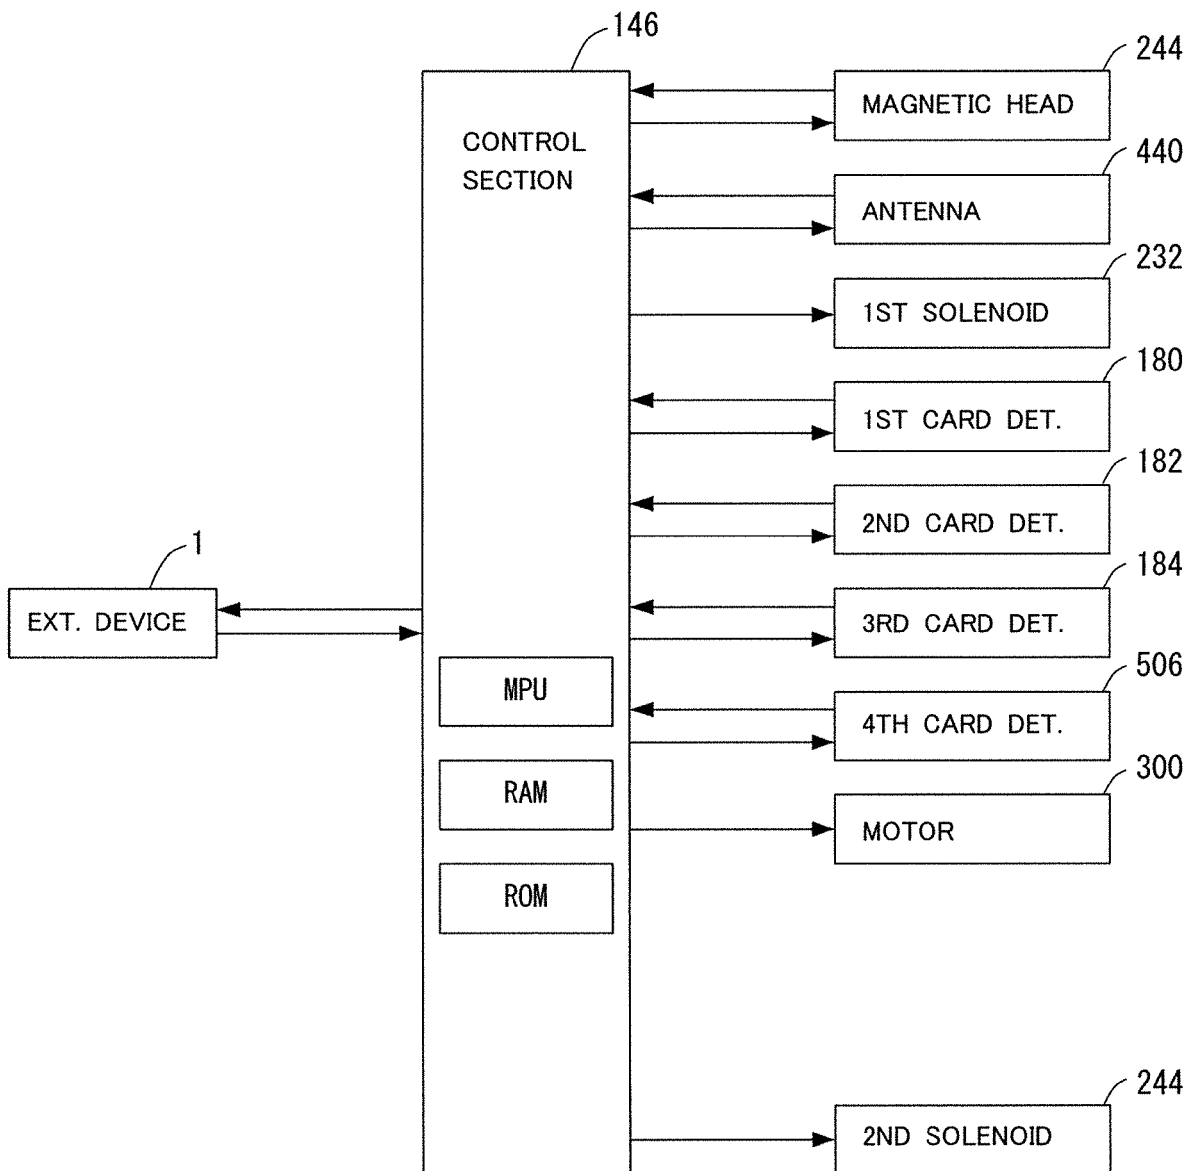 146
244
MAGNETIC HEAD
CONTROL
SECTION
440
ANTENNA
232
1ST SOLENOID
180
1ST CARD DET.
182
2ND CARD DET.
1
EXT. DEVICE
184
3RD CARD DET.
MPU
506
4TH CARD DET.
RAM
300
MOTOR
ROM
244
2ND SOLENOID